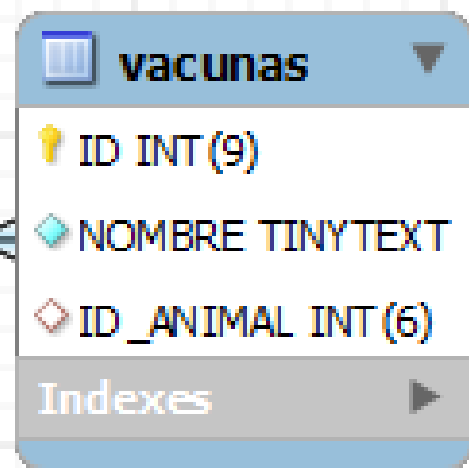 vacunas
ID INT(9)
NOMBRE TINYTEXT
ID_ANIMAL INT(6)
Indexes